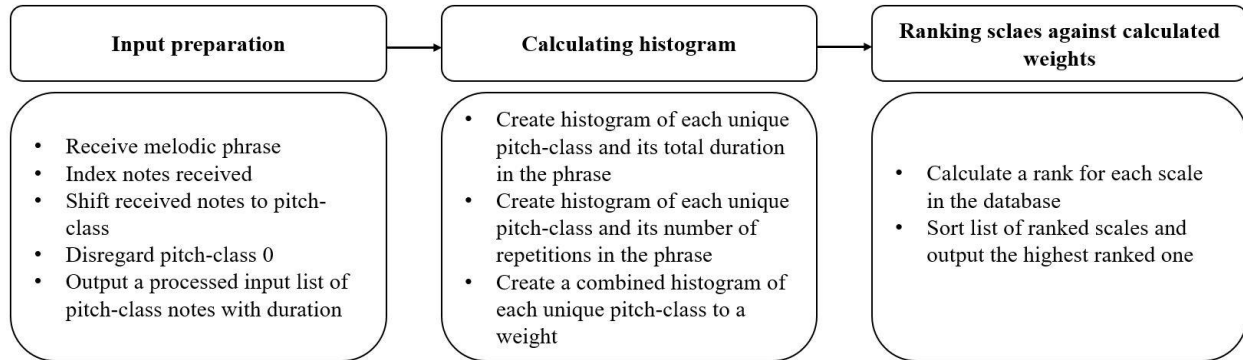 Input preparation
Calculating histogram
Ranking sclaes against calculated
weights
• Receive melodic phrase
• Index notes received
• Shift received notes to pitch-
class
• Disregard pitch-class 0
• Output a processed input list of
pitch-class notes with duration
• Create histogram of each unique
pitch-class and its total duration
in the phrase
• Create histogram of each unique
pitch-class and its number of
repetitions in the phrase
• Create a combined histogram of
each unique pitch-class to a
weight
• Calculate a rank for each scale
in the database
• Sort list of ranked scales and
output the highest ranked one